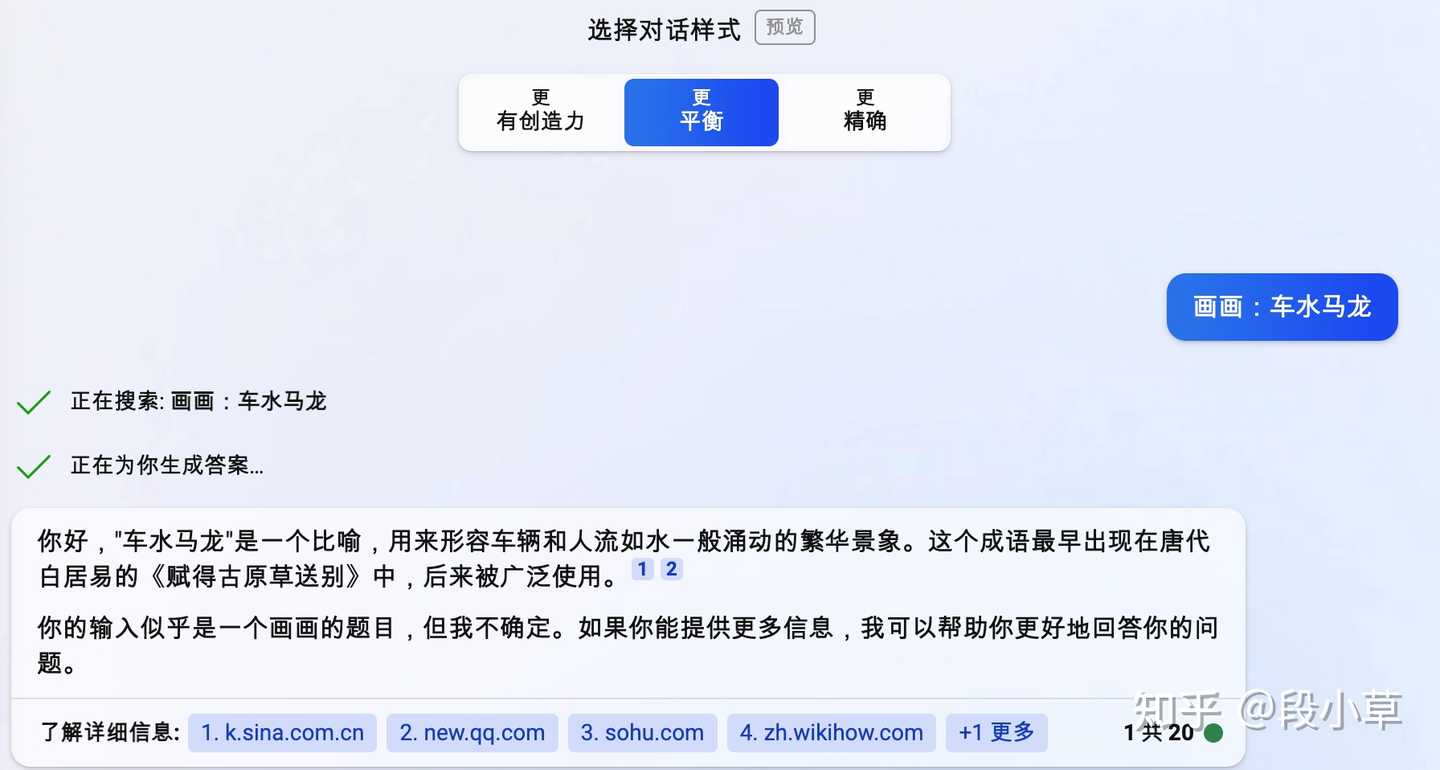 选择对话样式 预览
更
有创造力
更
平衡
更
精确
画画：车水马龙
正在搜索: 画画：车水马龙
正在为你生成答案...
你好，"车水马龙"是一个比喻，用来形容车辆和人流如水一般涌动的繁华景象。这个成语最早出现在唐代
白居易的《赋得古原草送别》中，后来被广泛使用。 1 2
你的输入似乎是一个画画的题目，但我不确定。如果你能提供更多信息，我可以帮助你更好地回答你的问
题。
了解详细信息: 1. k.sina.com.cn 2. new.qq.com 3. sohu.com 4. zh.wikihow.com +1 更多 1 共 20
知乎 @段小草